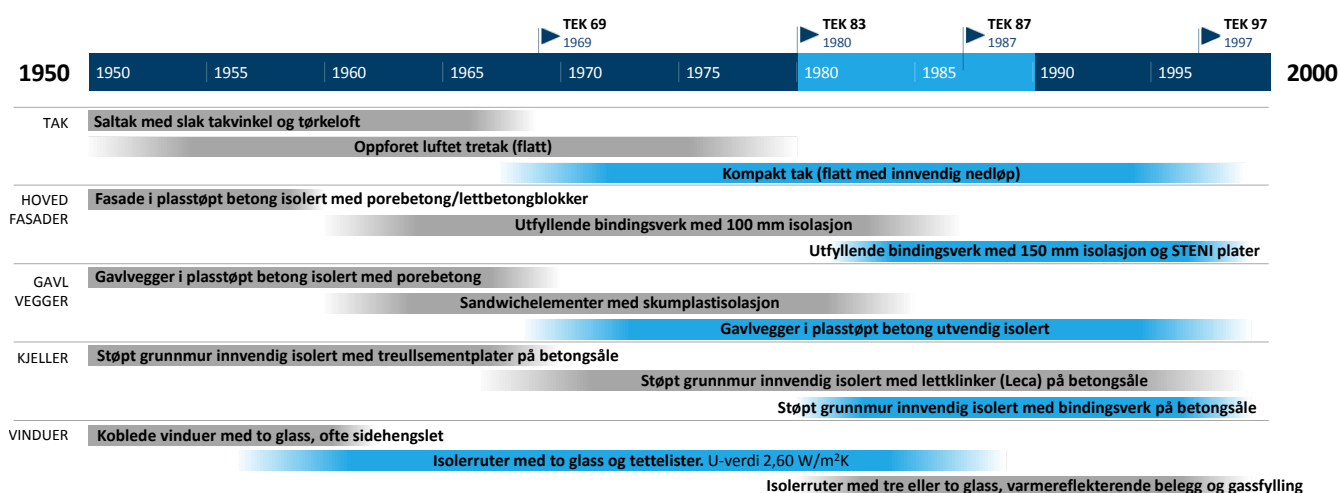 TEK 69
1969
TEK 83
1980
TEK 87
1987
TEK 97
1997
1950
1950
1955
1960
1965
1970
1975
1980
1985
1990
1995
2000
TAK
Saltak med slak takvinkel og tørkeloft
Oppforet luftet tretak (flatt)
Kompakt tak (flatt med innvendig nedløp)
HOVED
FASADER
Fasade i plasstøpt betong isolert med porebetong/lettbetongblokker
Utfyllende bindingsverk med 100 mm isolasjon
Utfyllende bindingsverk med 150 mm isolasjon og STENI plater
GAVL
VEGGER
Gavlvegger i plasstøpt betong isolert med porebetong
Sandwichelementer med skumplastisolasjon
Gavlvegger i plasstøpt betong utvendig isolert
KJELLER
Støpt grunnmur innvendig isolert med treullsementplater på betongsåle
Støpt grunnmur innvendig isolert med lettklinker (Leca) på betongsåle
Støpt grunnmur innvendig isolert med bindingsverk på betongsåle
VINDUER
Koblede vinduer med to glass, ofte sidehengslet
Isolerruter med to glass og tettelister. U-verdi 2,60 W/m²K
Isolerruter med tre eller to glass, varmereflekterende belegg og gassfylling